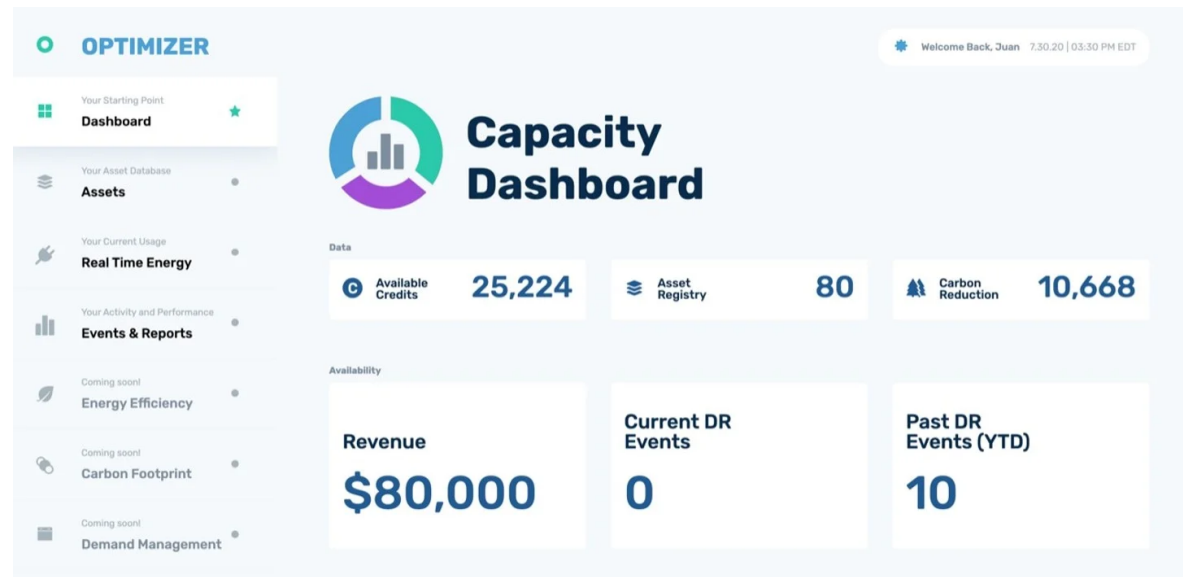 OPTIMIZER
Welcome Back, Juan 7.30.20 | 03:30 PM EDT
Your Starting Point
Dashboard
Your Asset Database
Assets
Your Current Usage
Real Time Energy
Your Activity and Performance
Events & Reports
Coming soon!
Energy Efficiency
Coming soon!
Carbon Footprint
Coming soon!
Demand Management
Capacity
Dashboard
Data
C
Available
Credits
25,224
Asset
Registry
80
Carbon
Reduction
10,668
Availability
Revenue
$80,000
Current DR
Events
0
Past DR
Events (YTD)
10